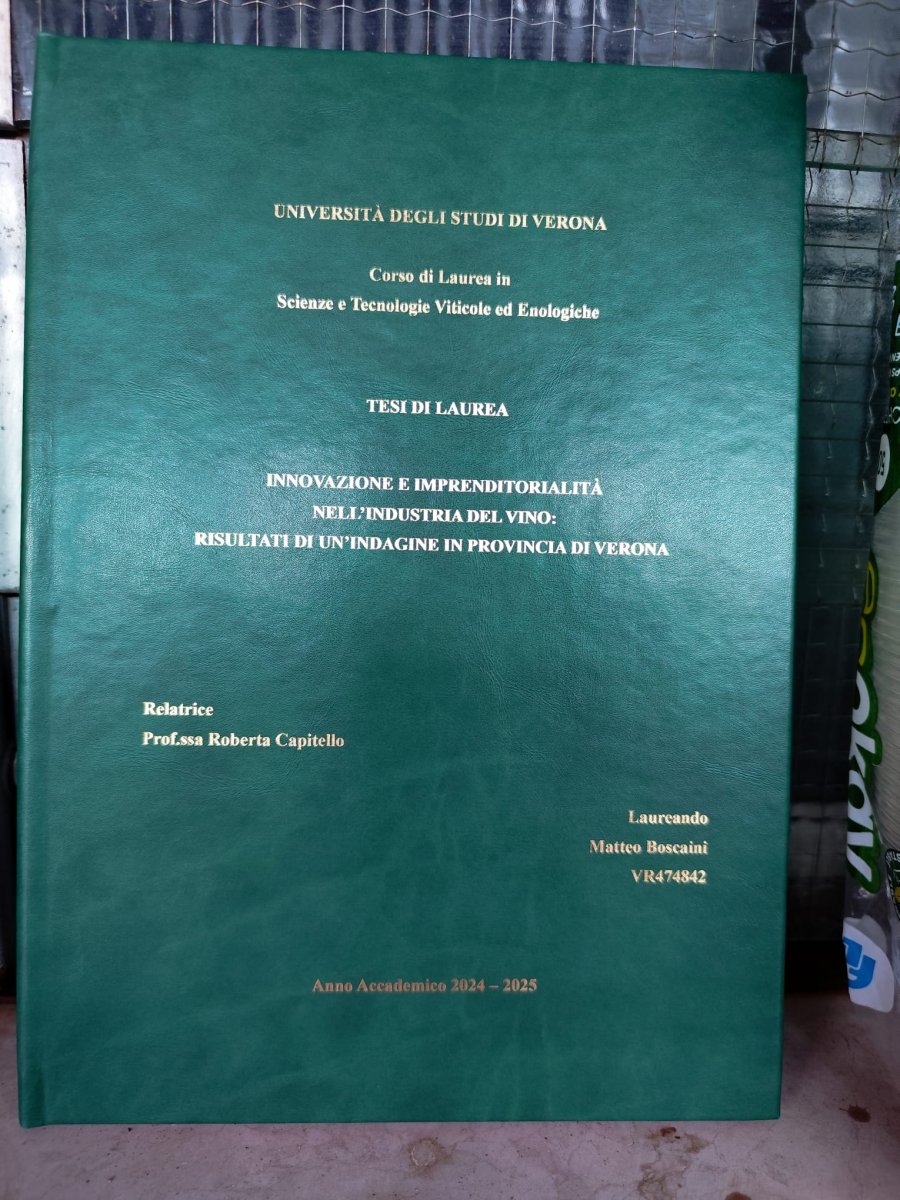 UNIVERSITÀ DEGLI STUDI DI VERONA
Corso di Laurea in
Scienze e Tecnologie Viticole ed Enologiche
TESI DI LAUREA
INNOVAZIONE E IMPRENDITORIALITÀ
NELL'INDUSTRIA DEL VINO:
RISULTATI DI UN'INDAGINE IN PROVINCIA DI VERONA
Relatrice
Prof.ssa Roberta Capitello
Laureando
Matteo Boscaini
VR474842
Anno Accademico 2024 – 2025